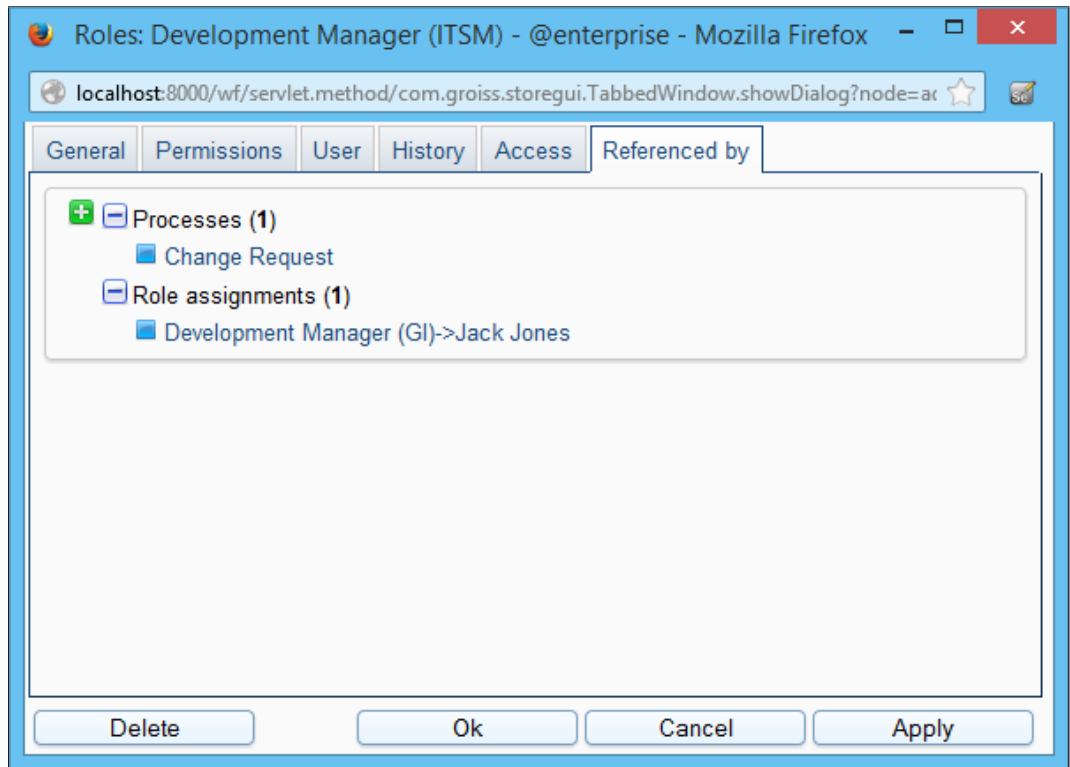 Roles: Development Manager (ITSM) - @enterprise - Mozilla Firefox
localhost:8000/wf/servlet.method/com.groiss.storegui.TabbedWindow.showDialog?node=ac
General Permissions User History Access Referenced by
Processes (1)
Change Request
Role assignments (1)
Development Manager (GI)->Jack Jones
Delete Ok Cancel Apply